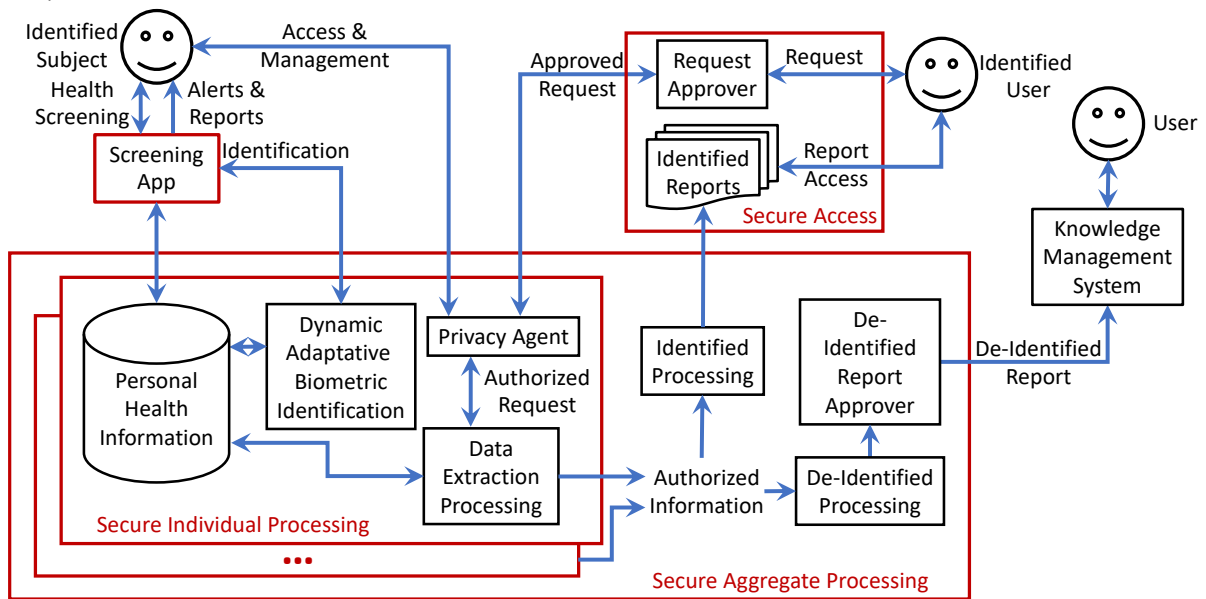 Identified
Subject
Access &
Management
Health
Screening
Alerts &
Reports
Screening
App
Identification
Approved
Request
Request
Approver
Request
Identified
User
Identified
Reports
Report
Access
Secure Access
User
Knowledge
Management
System
Personal
Health
Information
Dynamic
Adaptative
Biometric
Identification
Privacy Agent
Authorized
Request
Data
Extraction
Processing
Secure Individual Processing
...
Identified
Processing
Authorized
Information
De-
Identified
Report
Approver
De-Identified
Processing
De-Identified
Report
Secure Aggregate Processing